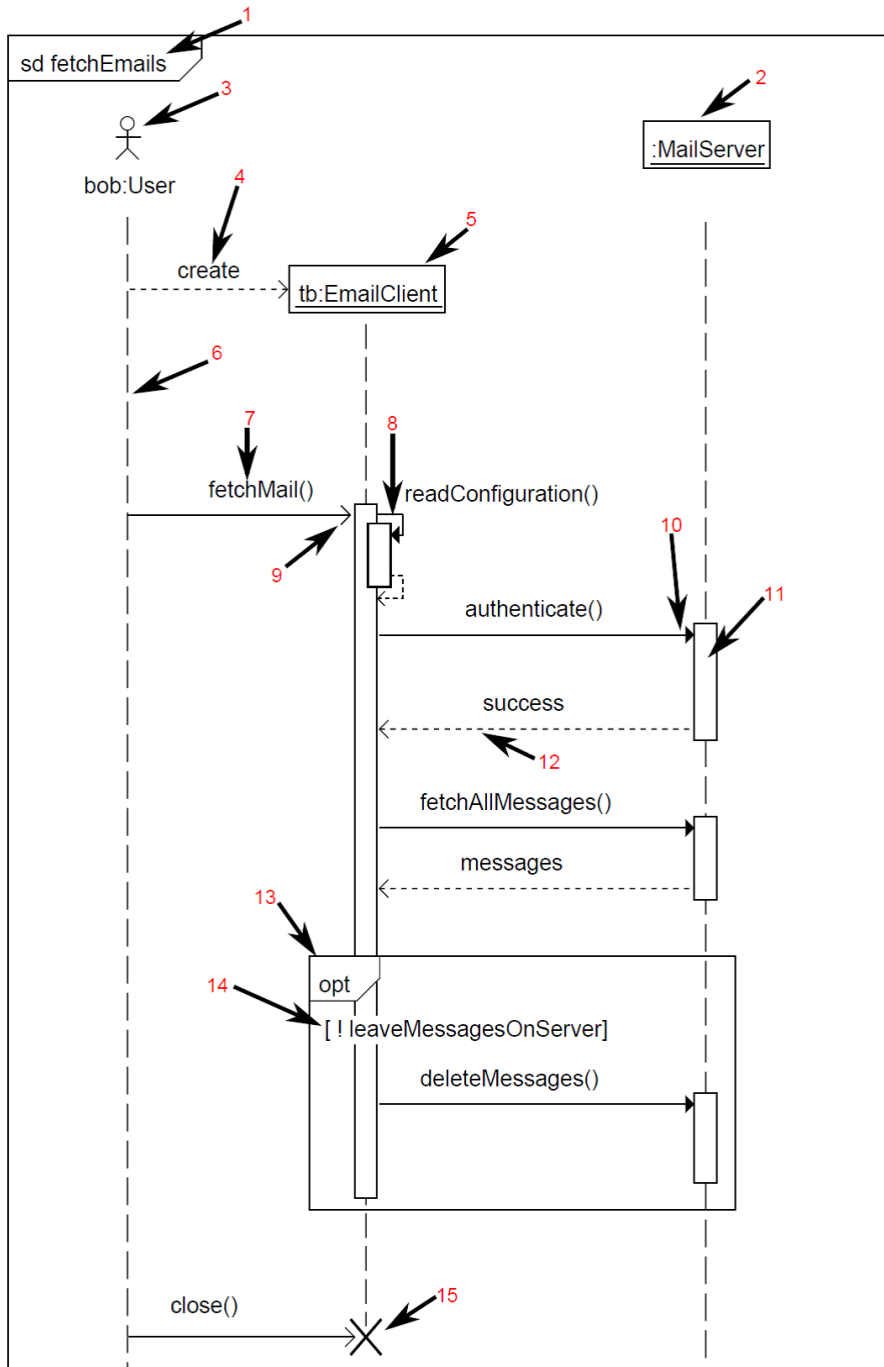 1
sd fetchEmails
2
3
:MailServer
4
bob:User
5
create
tb:EmailClient
6
7
8
fetchMail()
readConfiguration()
9
10
authenticate()
11
success
12
fetchAllMessages()
messages
13
opt
14
[ ! leaveMessagesOnServer]
deleteMessages()
15
close()